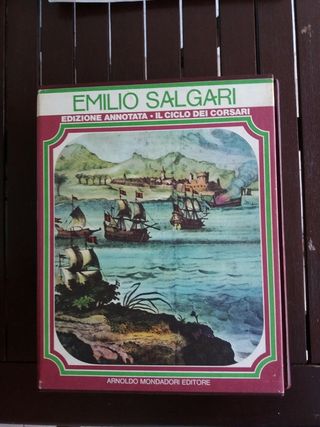 EMILIO SALGARI
EDIZIONE ANNOTATA • IL CICLO DEI CORSARI
ARNOLDO MONDADORI EDITORE